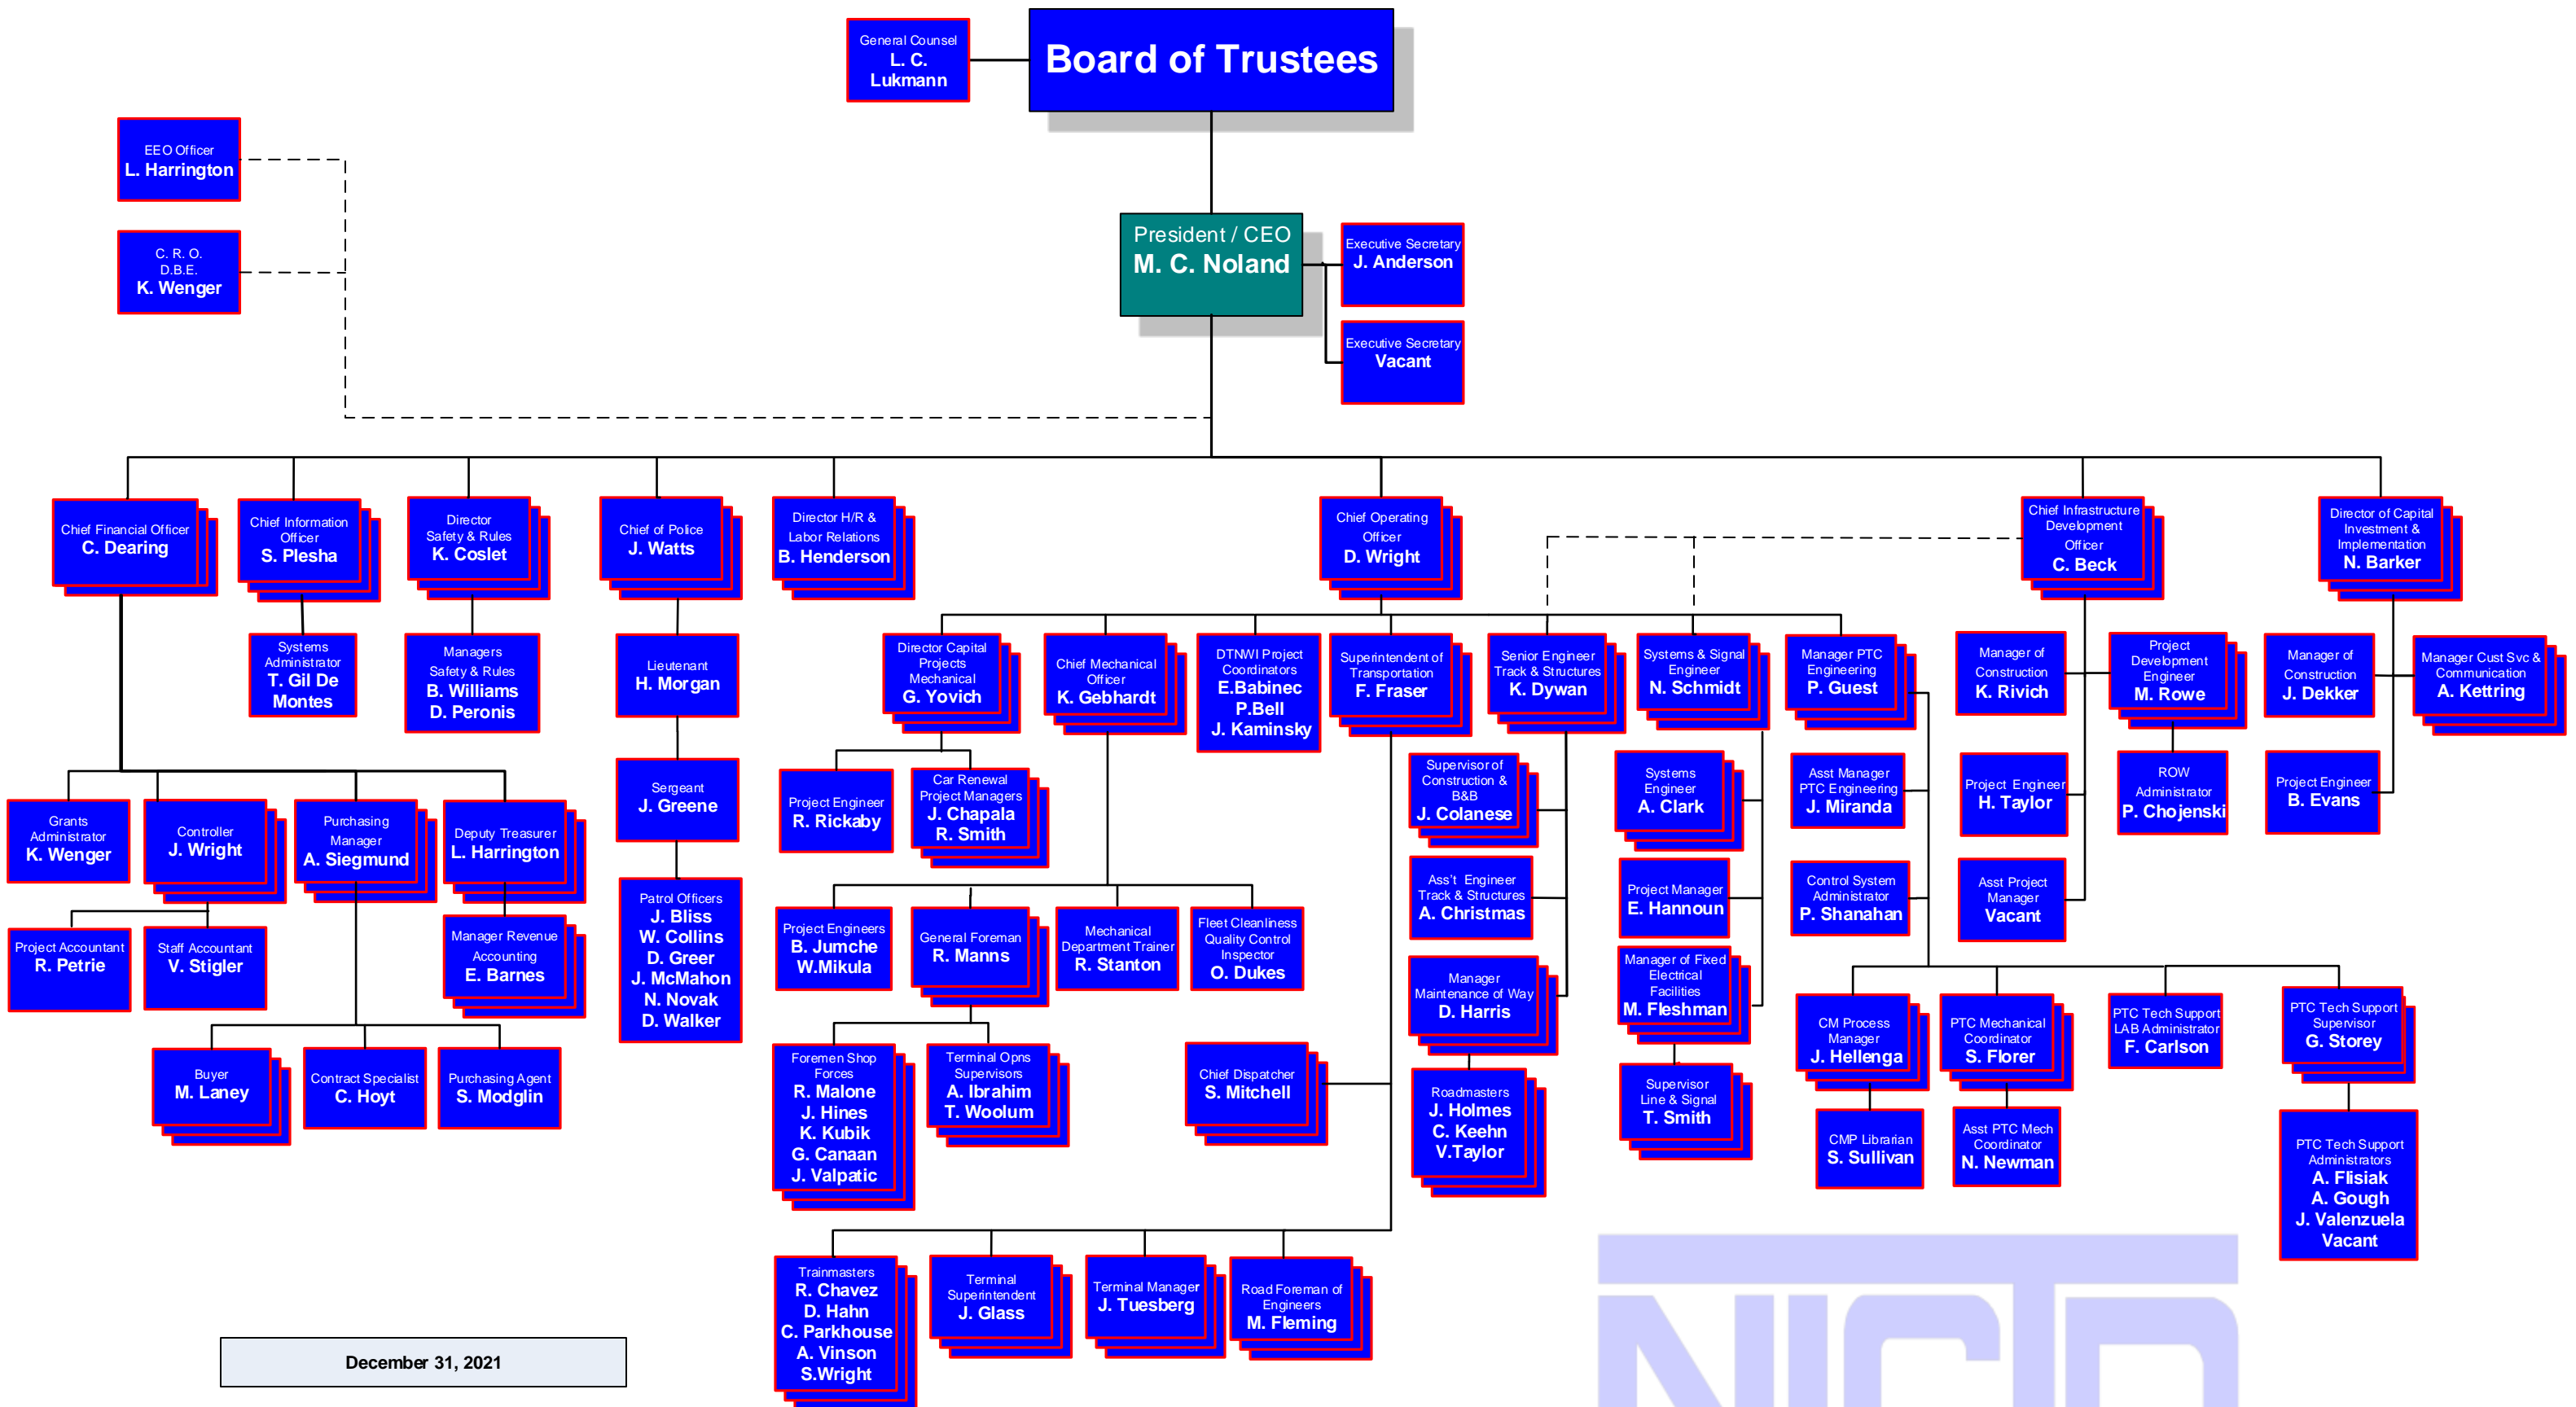 General Counsel
L. C.
Lukmann
Board of Trustees
EEO Officer
L. Harrington
C. R. O.
D.B.E.
K. Wenger
President / CEO
M. C. Noland
Executive Secretary
J. Anderson
Executive Secretary
Vacant
Chief Financial Officer
C. Dearing
Chief Information
Officer
S. Plesha
Director
Safety & Rules
K. Coslet
Chief of Police
J. Watts
Director H/R &
Labor Relations
B. Henderson
Chief Operating
Officer
D. Wright
Chief Infrastructure
Development
Officer
C. Beck
Director of Capital
Investment &
Implementation
N. Barker
Systems
Administrator
T. Gil De
Montes
Managers
Safety & Rules
B. Williams
D. Peronis
Lieutenant
H. Morgan
Director Capital
Projects
Mechanical
G. Yovich
Chief Mechanical
Officer
K. Gebhardt
DTNWI Project
Coordinators
E.Babinec
P.Bell
J. Kaminsky
Superintendent of
Transportation
F. Fraser
Senior Engineer
Track & Structures
K. Dywan
Systems & Signal
Engineer
N. Schmidt
Manager PTC
Engineering
P. Guest
Manager of
Construction
K. Rivich
Project
Development
Engineer
M. Rowe
Manager of
Construction
J. Dekker
Manager Cust Svc &
Communication
A. Kettring
Sergeant
J. Greene
Project Engineer
R. Rickaby
Car Renewal
Project Managers
J. Chapala
R. Smith
Supervisor of
Construction &
B&B
J. Colanese
Systems
Engineer
A. Clark
Asst Manager
PTC Engineering
J. Miranda
Project Engineer
H. Taylor
ROW
Administrator
P. Chojenski
Project Engineer
B. Evans
Grants
Administrator
K. Wenger
Controller
J. Wright
Purchasing
Manager
A. Siegmund
Deputy Treasurer
L. Harrington
Patrol Officers
J. Bliss
W. Collins
D. Greer
J. McMahon
N. Novak
D. Walker
Ass't Engineer
Track & Structures
A. Christmas
Project Manager
E. Hannoun
Control System
Administrator
P. Shanahan
Asst Project
Manager
Vacant
Project Accountant
R. Petrie
Staff Accountant
V. Stigler
Manager Revenue
Accounting
E. Barnes
Project Engineers
B. Jumche
W.Mikula
General Foreman
R. Manns
Mechanical
Department Trainer
R. Stanton
Fleet Cleanliness
Quality Control
Inspector
O. Dukes
Manager
Maintenance of Way
D. Harris
Manager of Fixed
Electrical
Facilities
M. Fleshman
CM Process
Manager
J. Hellenga
PTC Mechanical
Coordinator
S. Florer
PTC Tech Support
LAB Administrator
F. Carlson
PTC Tech Support
Supervisor
G. Storey
Buyer
M. Laney
Contract Specialist
C. Hoyt
Purchasing Agent
S. Modglin
Foremen Shop
Forces
R. Malone
J. Hines
K. Kubik
G. Canaan
J. Valpatic
Terminal Opns
Supervisors
A. Ibrahim
T. Woolum
Chief Dispatcher
S. Mitchell
Roadmasters
J. Holmes
C. Keehn
V.Taylor
Supervisor
Line & Signal
T. Smith
CMP Librarian
S. Sullivan
Asst PTC Mech
Coordinator
N. Newman
PTC Tech Support
Administrators
A. Flisiak
A. Gough
J. Valenzuela
Vacant
Trainmasters
R. Chavez
D. Hahn
C. Parkhouse
A. Vinson
S.Wright
Terminal
Superintendent
J. Glass
Terminal Manager
J. Tuesberg
Road Foreman of
Engineers
M. Fleming
December 31, 2021
NICTD